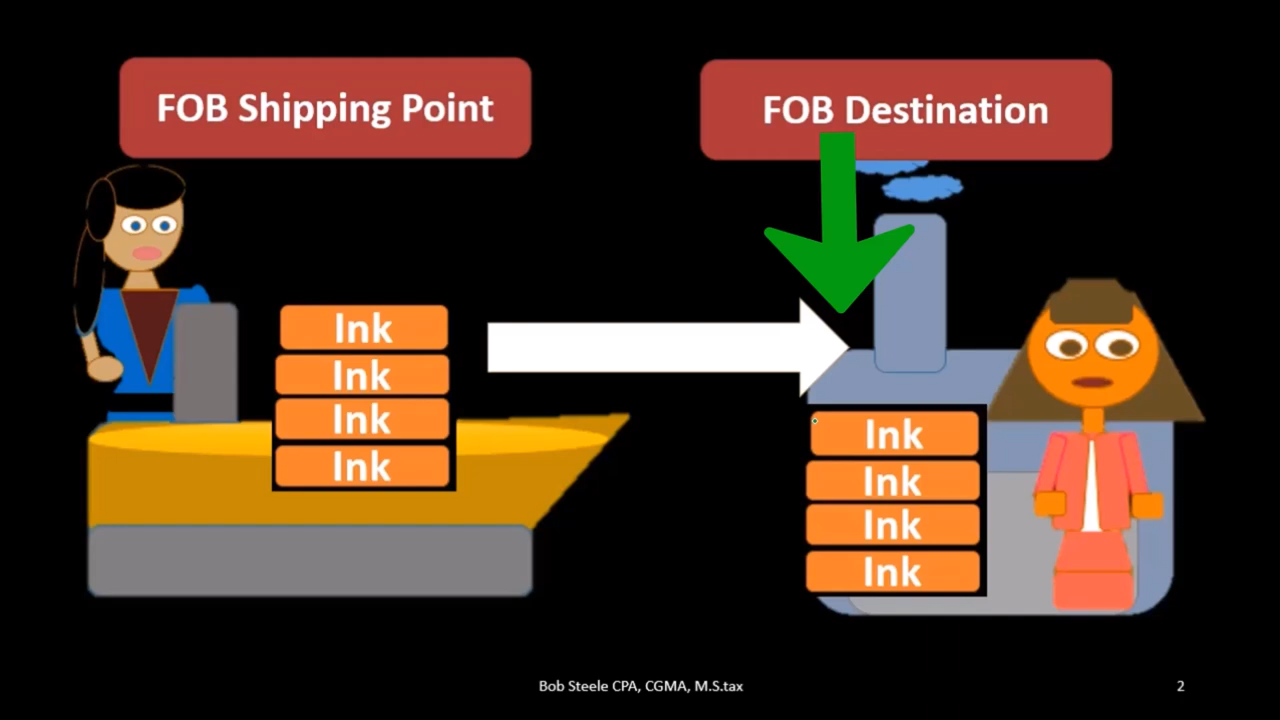 FOB Shipping Point
FOB Destination
Ink
Ink
Ink
Ink
Ink
Ink
Ink
Ink
Bob Steele CPA, CGMA, M.S.tax
2